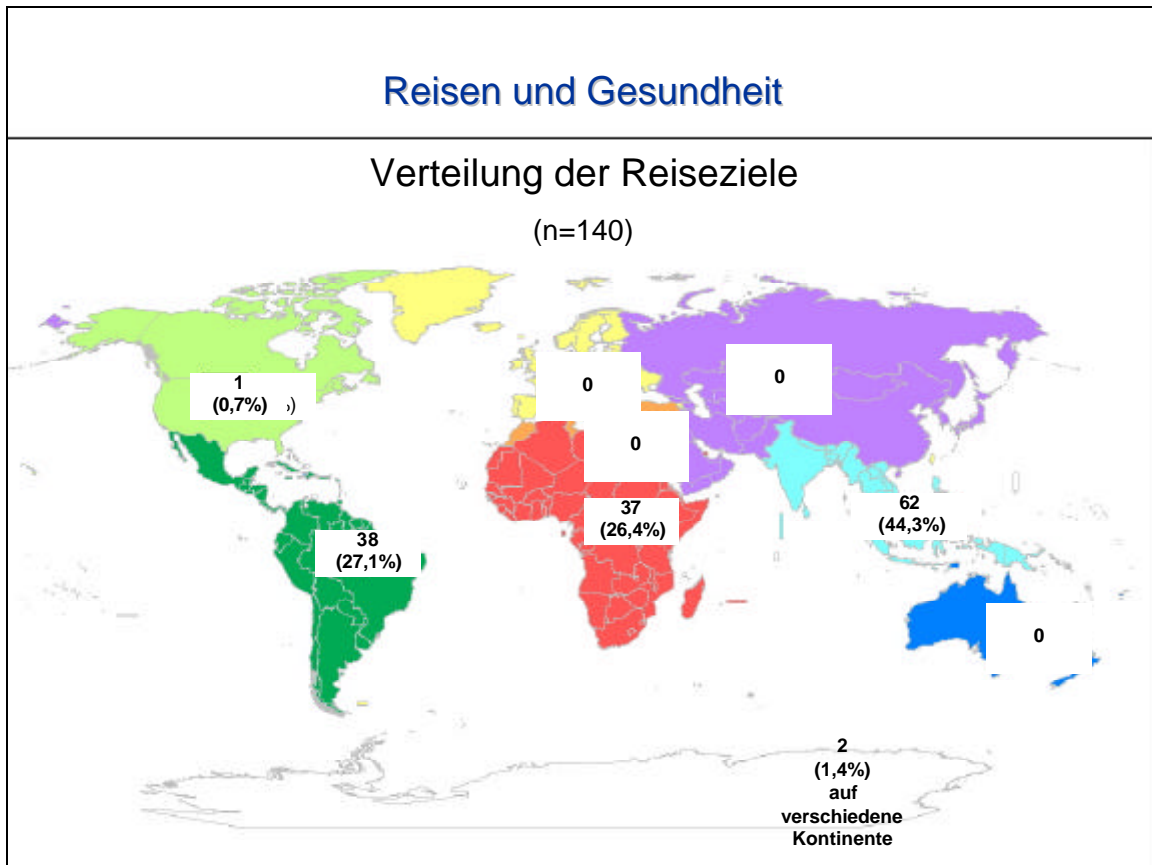 Reisen und Gesundheit
Verteilung der Reiseziele
(n=140)
1
(0,7%)
)
0
0
0
37
(26,4%)
62
(44,3%)
38
(27,1%)
0
2
(1,4%)
auf
verschiedene
Kontinente